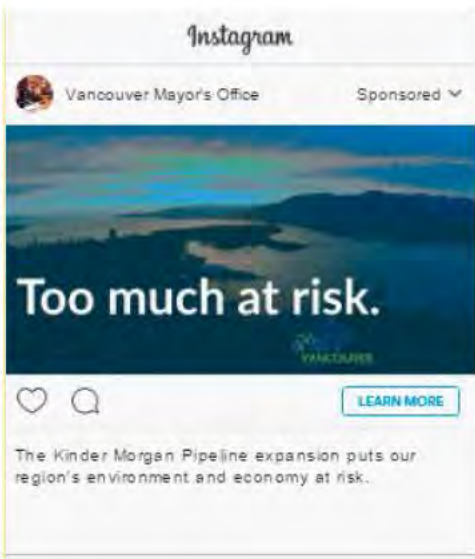 Instagram
Vancouver Mayor's Office Sponsored
Too much at risk.
VANCOUVER
LEARN MORE
The Kinder Morgan Pipeline expansion puts our
region's environment and economy at risk.